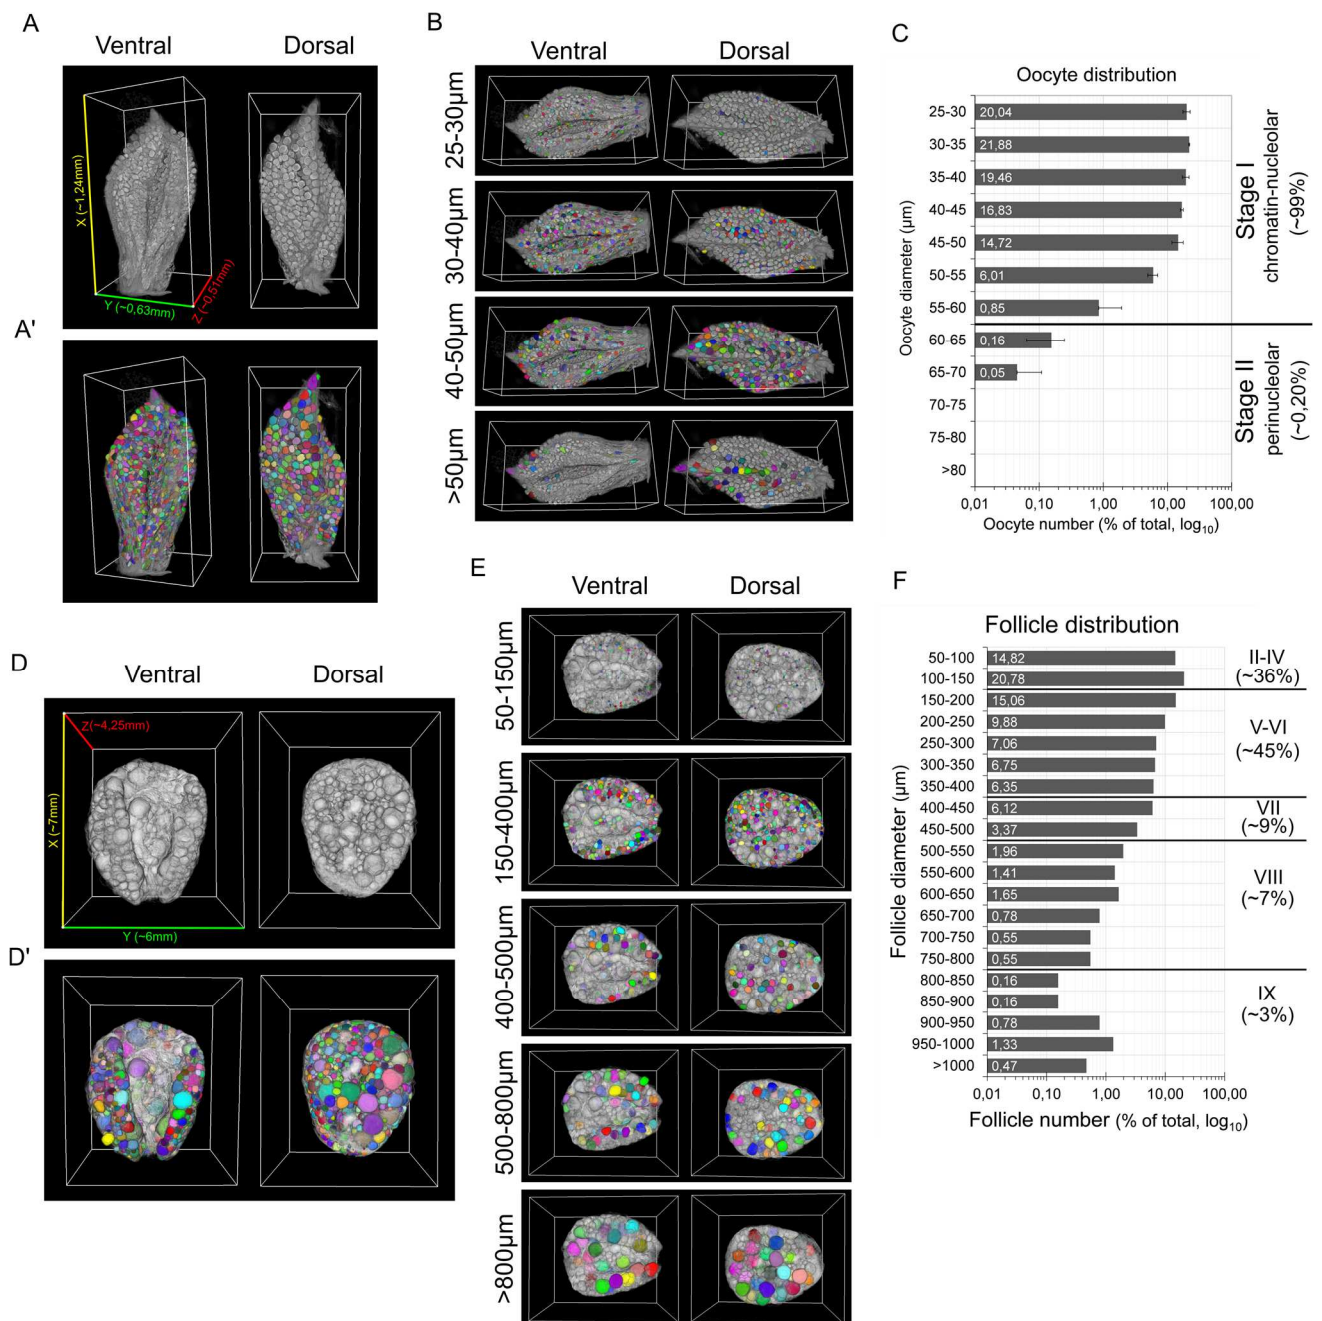 A
Ventral
Dorsal
X (~1,24mm)
Y (~0,63mm)
Z (~0,51mm)
A'
B
Ventral
Dorsal
25-30µm
30-40µm
40-50µm
>50µm
C
Oocyte distribution
Oocyte diameter (µm)
25-30
20,04
30-35
21,88
35-40
19,46
40-45
16,83
45-50
14,72
50-55
6,01
55-60
0,85
60-65
0,16
65-70
0,05
70-75
75-80
>80
0,01
0,10
1,00
10,00
100,00
Oocyte number (% of total, log10)
Stage I
chromatin-nucleolar
(~99%)
Stage II
perinucleolar
(~0,20%)
D
Ventral
Dorsal
Z(~4,25mm)
X (~7mm)
Y (~6mm)
D'
E
Ventral
Dorsal
50-150µm
150-400µm
400-500µm
500-800µm
>800µm
F
Follicle distribution
Follicle diameter (µm)
50-100
14,82
100-150
20,78
150-200
15,06
200-250
9,88
250-300
7,06
300-350
6,75
350-400
6,35
400-450
6,12
450-500
3,37
500-550
1,96
550-600
1,41
600-650
1,65
650-700
0,78
700-750
0,55
750-800
0,55
800-850
0,16
850-900
0,16
900-950
0,78
950-1000
1,33
>1000
0,47
II-IV
(~36%)
V-VI
(~45%)
VII
(~9%)
VIII
(~7%)
IX
(~3%)
0,01
0,10
1,00
10,00
100,00
Follicle number (% of total, log10)